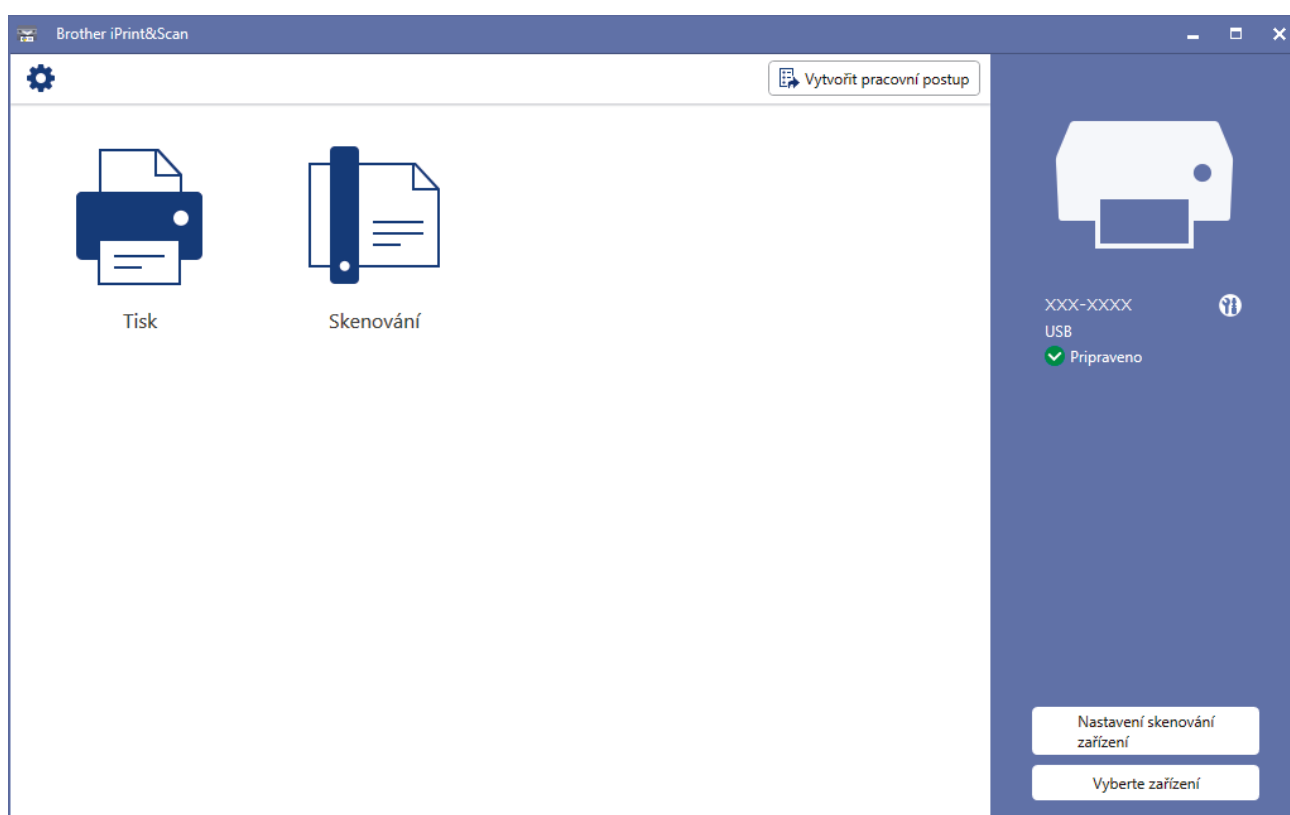 Brother iPrint&Scan
Vytvořit pracovní postup
Tisk
Skenování
XXX-XXXX
USB
Pripraveno
Nastavení skenování
zařízení
Vyberte zařízení